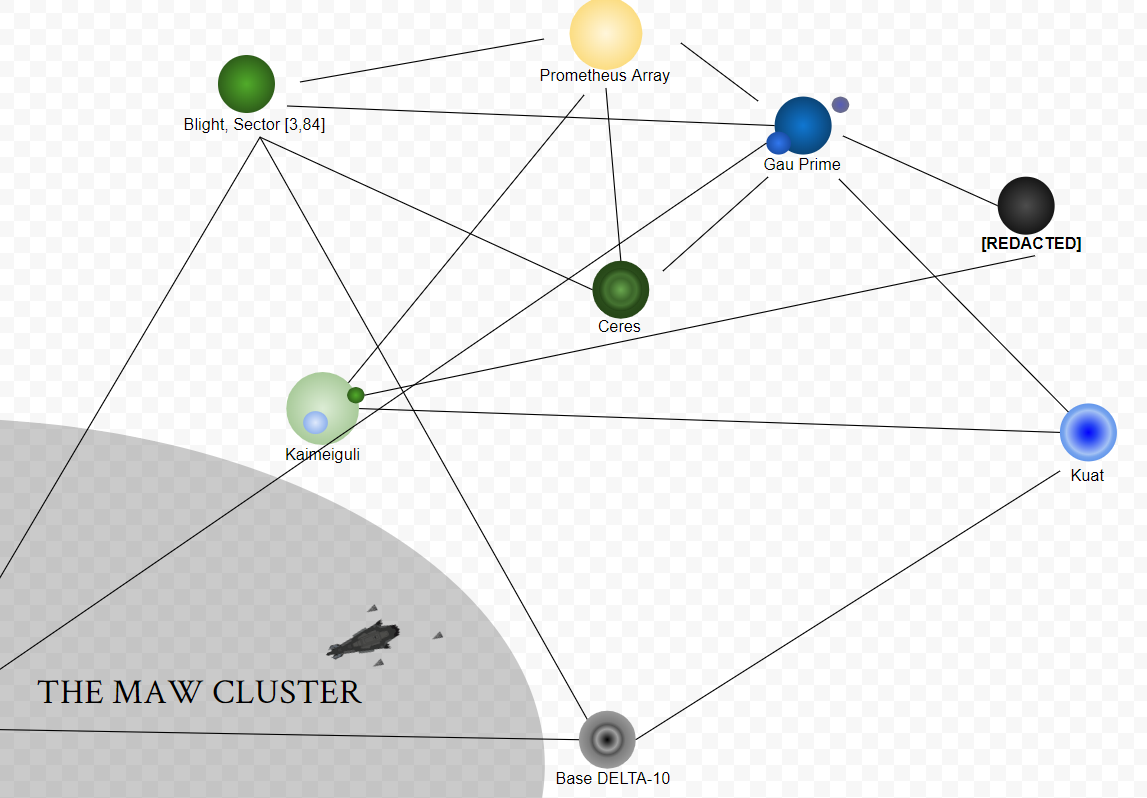 Prometheus Array
Blight, Sector [3,84]
Gau Prime
[REDACTED]
Ceres
Kaimeiguli
Kuat
THE MAW CLUSTER
Base DELTA-10